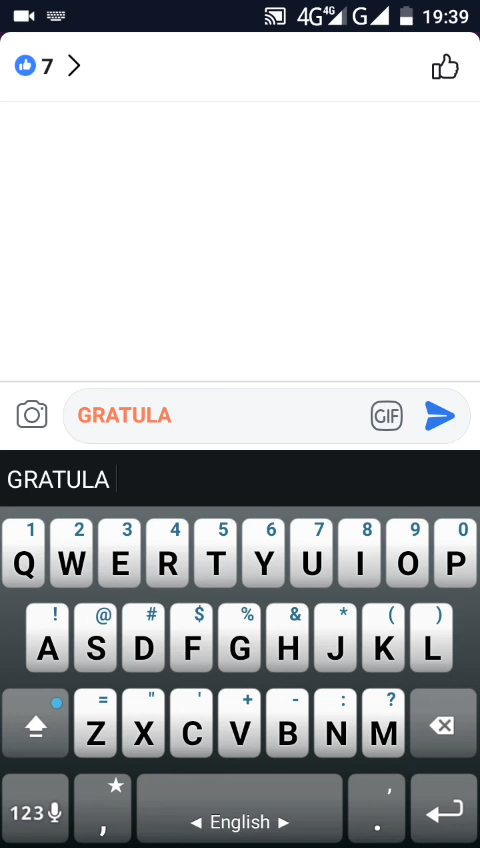 4G 4G G 19:39
7
GRATULA GIF
GRATULA
1 2 3 4 5 6 7 8 9 0
Q W E R T Y U I O P
! @ # $ % & * ( )
A S D F G H J K L
= " ' + - : ?
Z X C V B N M
123 , ◄ English ► ' .